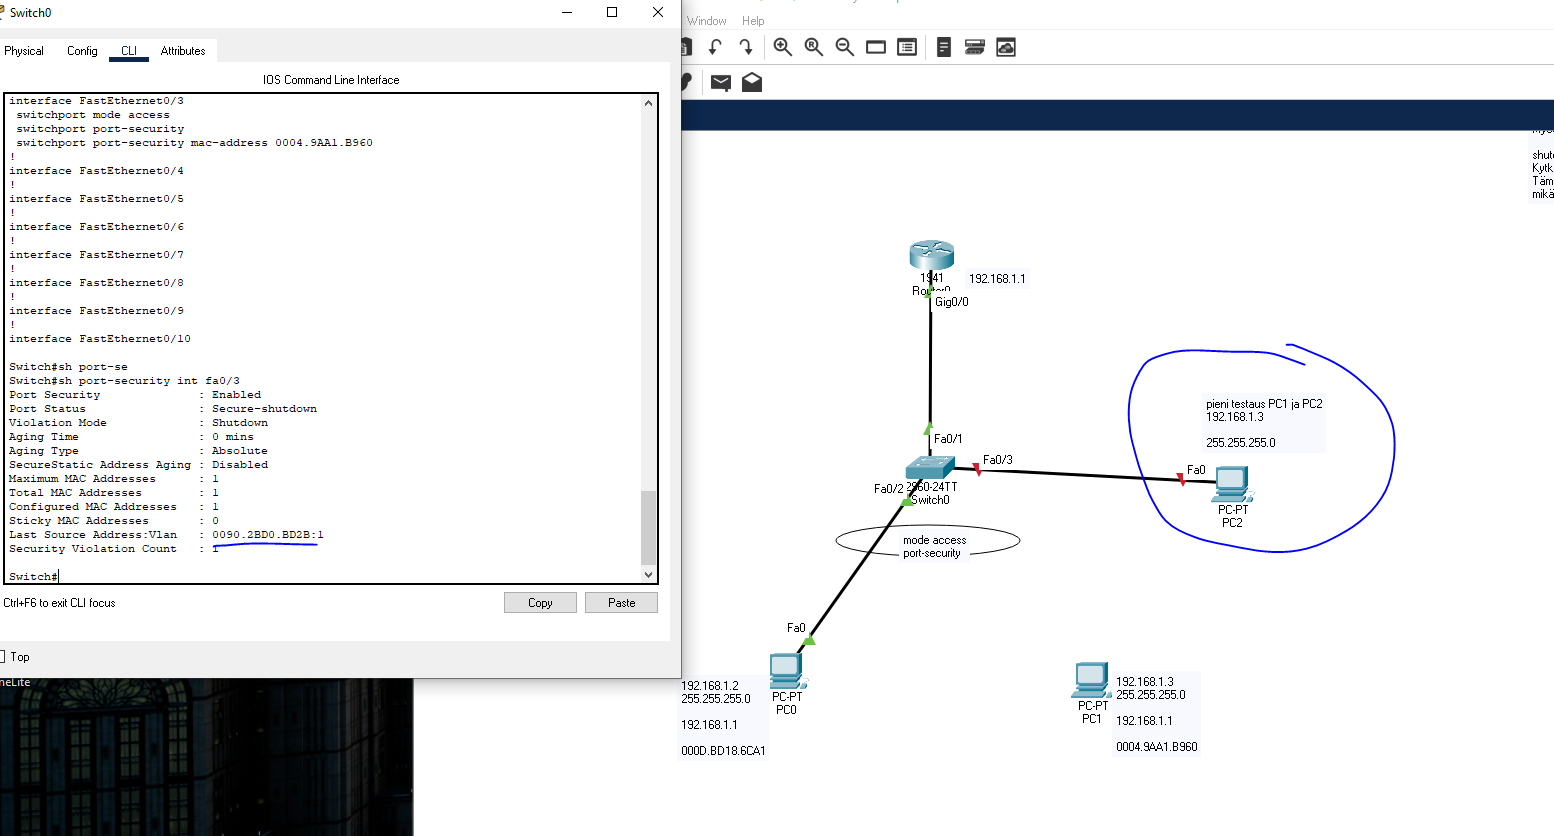 Switch0
Physical
Config
CLI
Attributes
IOS Command Line Interface
interface FastEthernet0/3
switchport mode access
switchport port-security
switchport port-security mac-address 0004.9AA1.B960
!
interface FastEthernet0/4
!
interface FastEthernet0/5
!
interface FastEthernet0/6
!
interface FastEthernet0/7
!
interface FastEthernet0/8
!
interface FastEthernet0/9
!
interface FastEthernet0/10
Switch#sh port-se
Switch#sh port-security int fa0/3
Port Security : Enabled
Port Status : Secure-shutdown
Violation Mode : Shutdown
Aging Time : 0 mins
Aging Type : Absolute
SecureStatic Address Aging : Disabled
Maximum MAC Addresses : 1
Total MAC Addresses : 1
Configured MAC Addresses : 1
Sticky MAC Addresses : 0
Last Source Address:Vlan : 0090.2BD0.BD2B:1
Security Violation Count : 1
Switch#
Ctrl+F6 to exit CLI focus
Copy
Paste
Top
neLite
Window
Help
shut
Kytk
Täm
mikä
1941
Router0
192.168.1.1
Gig0/0
Fa0/1
Fa0/3
Fa0/2
2960-24TT
Switch0
mode access
port-security
pieni testaus PC1 ja PC2
192.168.1.3
255.255.255.0
Fa0
PC-PT
PC2
Fa0
192.168.1.2
255.255.255.0
192.168.1.1
000D.BD18.6CA1
PC-PT
PC0
PC-PT
PC1
192.168.1.3
255.255.255.0
192.168.1.1
0004.9AA1.B960